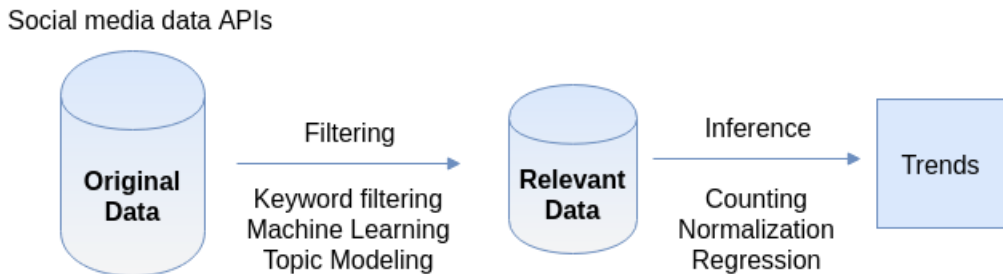 Social media data APIs
Original
Data
Filtering
Keyword filtering
Machine Learning
Topic Modeling
Relevant
Data
Inference
Counting
Normalization
Regression
Trends